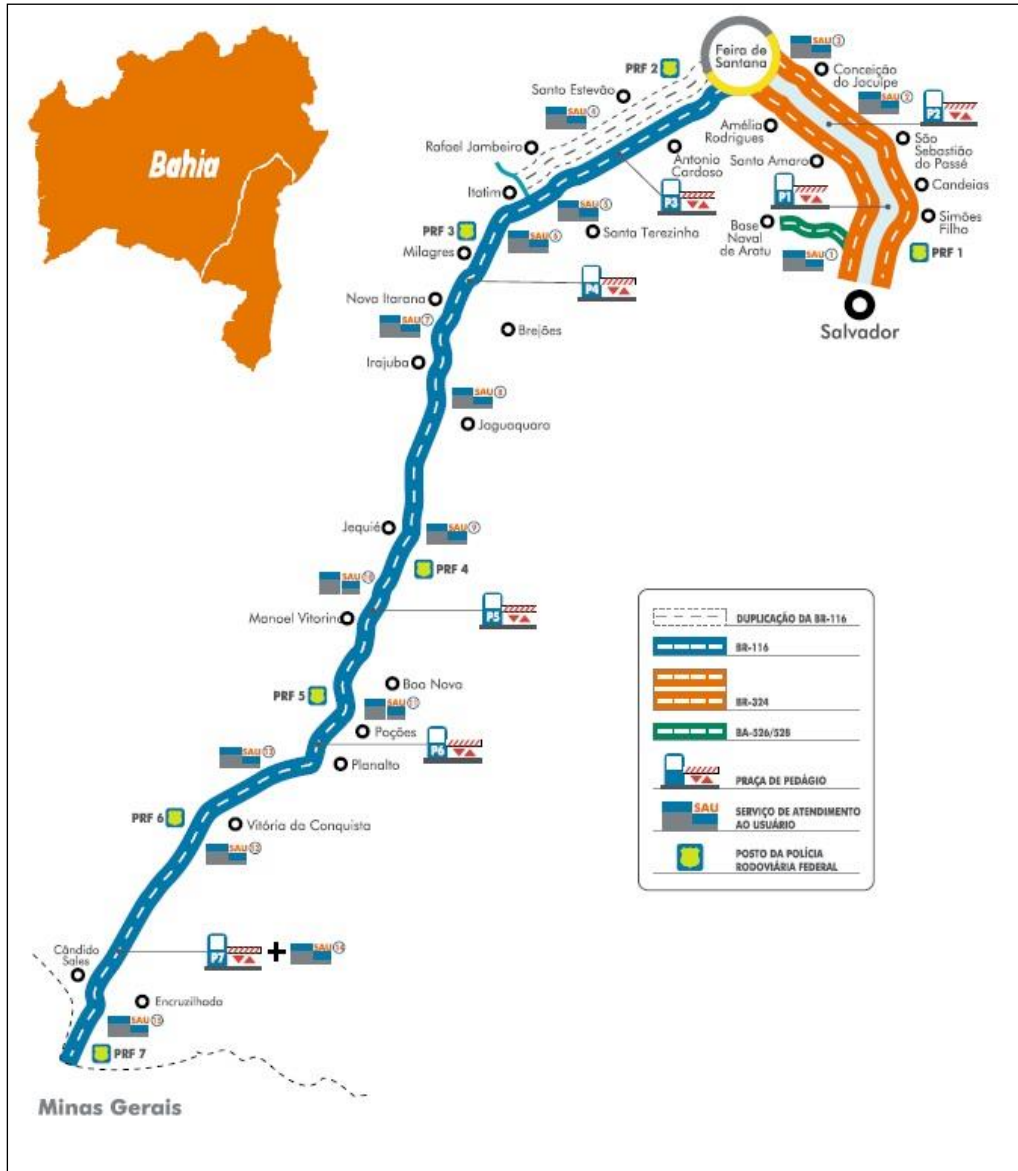 Bahia
Feira de
Santana
SAU 3
Conceição
do Jacuípe
SAU 2
P2
PRF 2
Santo Estevão
SAU 4
Amélia
Rodrigues
São
Sebastião
do Passé
Rafael Jambeiro
Antonio
Cardoso
Santo Amaro
Candeias
Itatim
P3
P1
SAU 5
Simões
Filho
Base
Naval
de Aratu
PRF 3
SAU 6
Santa Terezinha
Milagres
SAU 1
PRF 1
P4
Nova Itarana
Salvador
SAU 7
Brejões
Irajuba
SAU 8
Jaguaquara
Jequié
SAU 9
PRF 4
SAU 10
Manoel Vitorino
P5
DUPLICAÇÃO DA BR-116
BR-116
BR-324
BA-526/528
PRAÇA DE PEDÁGIO
SAU
SERVIÇO DE ATENDIMENTO
AO USUÁRIO
POSTO DA POLÍCIA
RODOVIÁRIA FEDERAL
Boa Nova
PRF 5
SAU 11
Poções
P6
SAU
Planalto
PRF 6
Vitória da Conquista
SAU
Cândido
Sales
P7
+
SAU 14
Encruzilhada
SAU 15
PRF 7
Minas Gerais